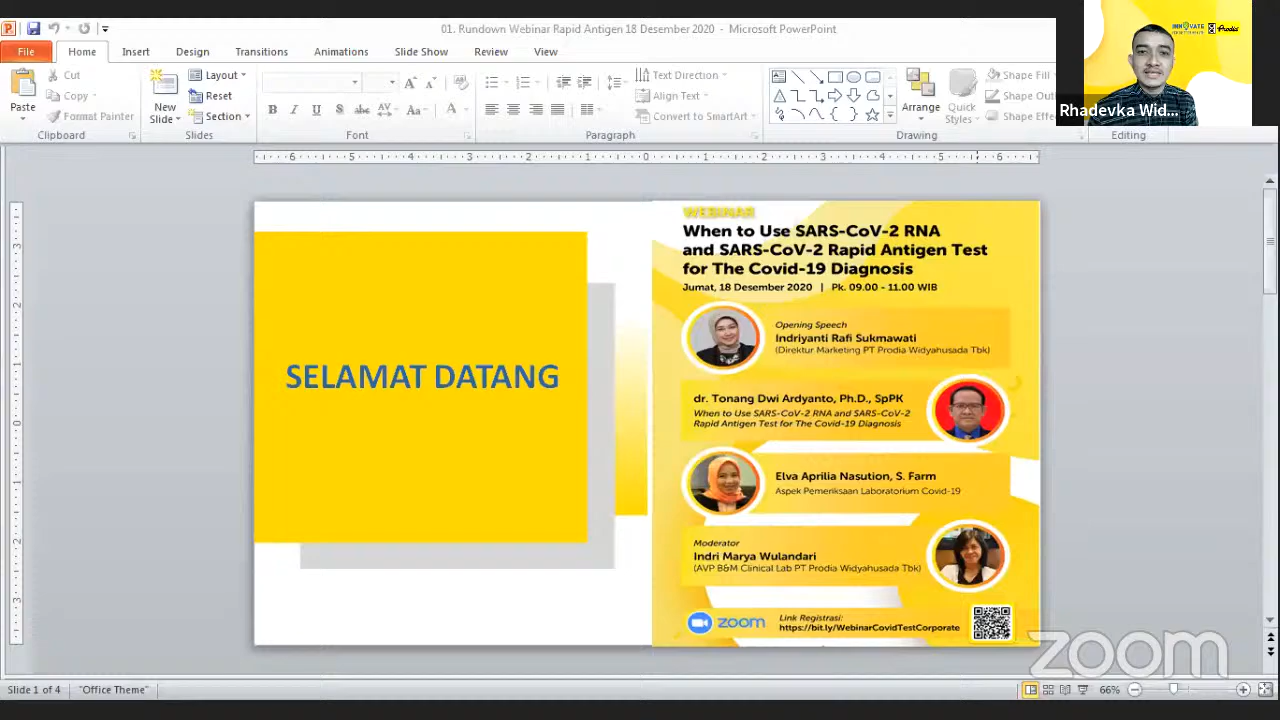 01. Rundown Webinar Rapid Antigen 18 Desember 2020 - Microsoft PowerPoint
File Home Insert Design Transitions Animations Slide Show Review View
Cut
Copy
Format Painter
Paste
Clipboard
New
Slide
Layout
Reset
Section
Slides
Font
Text Direction
Align Text
Convert to SmartArt
Paragraph
Arrange
Quick
Styles
Shape Fill
Shape Out
Shape Effe
Drawing
Editing
INNOVATE
Prodia
Rhadevka Wid...
SELAMAT DATANG
WEBINAR
When to Use SARS-CoV-2 RNA
and SARS-CoV-2 Rapid Antigen Test
for The Covid-19 Diagnosis
Jumat, 18 Desember 2020 | Pk. 09.00 - 11.00 WIB
Opening Speech
Indriyanti Rafi Sukmawati
(Direktur Marketing PT Prodia Widyahusada Tbk)
dr. Tonang Dwi Ardyanto, Ph.D., SpPK
When to Use SARS-CoV-2 RNA and SARS-CoV-2
Rapid Antigen Test for The Covid-19 Diagnosis
Elva Aprilia Nasution, S. Farm
Aspek Pemeriksaan Laboratorium Covid-19
Moderator
Indri Marya Wulandari
(AVP B&M Clinical Lab PT Prodia Widyahusada Tbk)
zoom
Link Registrasi:
https://bit.ly/WebinarCovidTestCorporate
zoom
Slide 1 of 4 "Office Theme" 66%